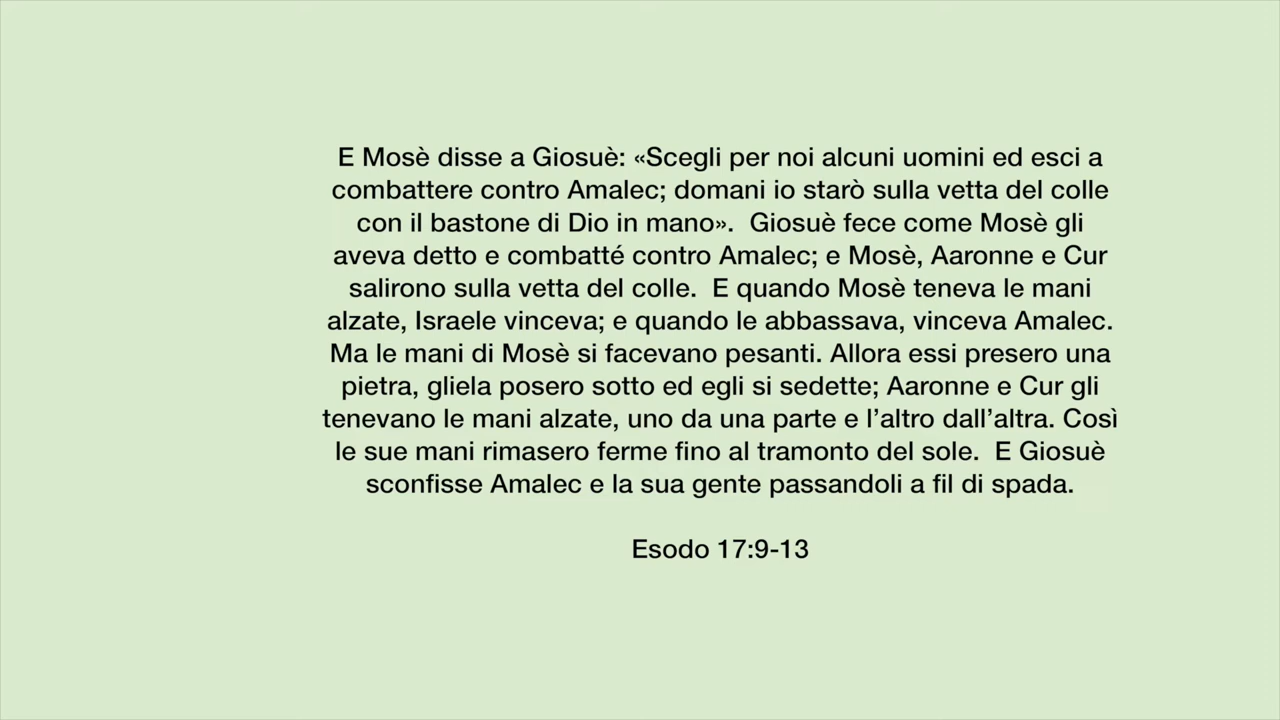 E Mosè disse a Giosuè: «Scegli per noi alcuni uomini ed esci a
combattere contro Amalec; domani io starò sulla vetta del colle
con il bastone di Dio in mano».  Giosuè fece come Mosè gli
aveva detto e combatté contro Amalec; e Mosè, Aaronne e Cur
salirono sulla vetta del colle.  E quando Mosè teneva le mani
alzate, Israele vinceva; e quando le abbassava, vinceva Amalec.
Ma le mani di Mosè si facevano pesanti. Allora essi presero una
pietra, gliela posero sotto ed egli si sedette; Aaronne e Cur gli
tenevano le mani alzate, uno da una parte e l’altro dall’altra. Così
le sue mani rimasero ferme fino al tramonto del sole.  E Giosuè
sconfisse Amalec e la sua gente passandoli a fil di spada.
Esodo 17:9-13